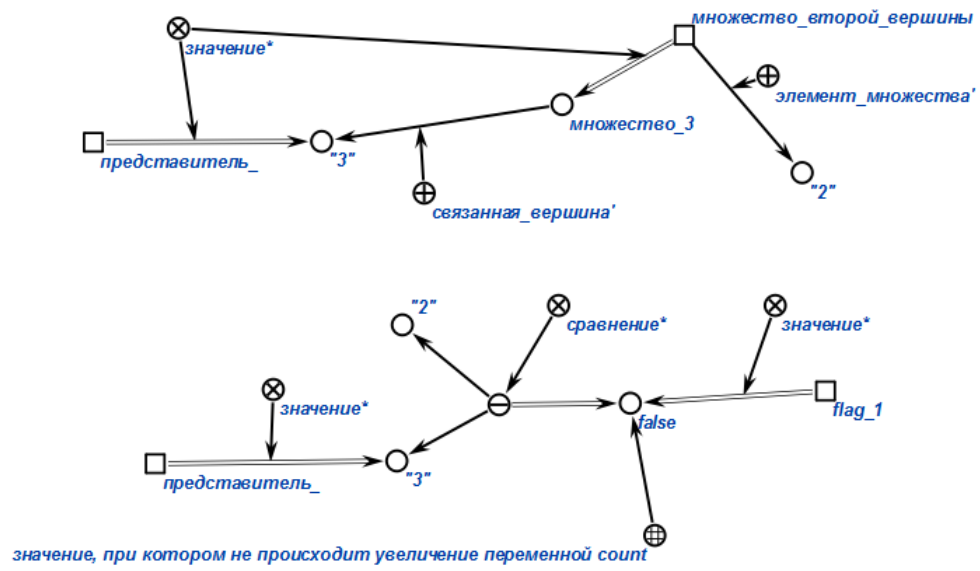 множество_второй_вершины
значение*
элемент_множества'
множество_3
"3"
представитель_
"2"
связанная_вершина'
"2"
сравнение*
значение*
значение*
false
flag_1
"3"
представитель_
значение, при котором не происходит увеличение переменной count